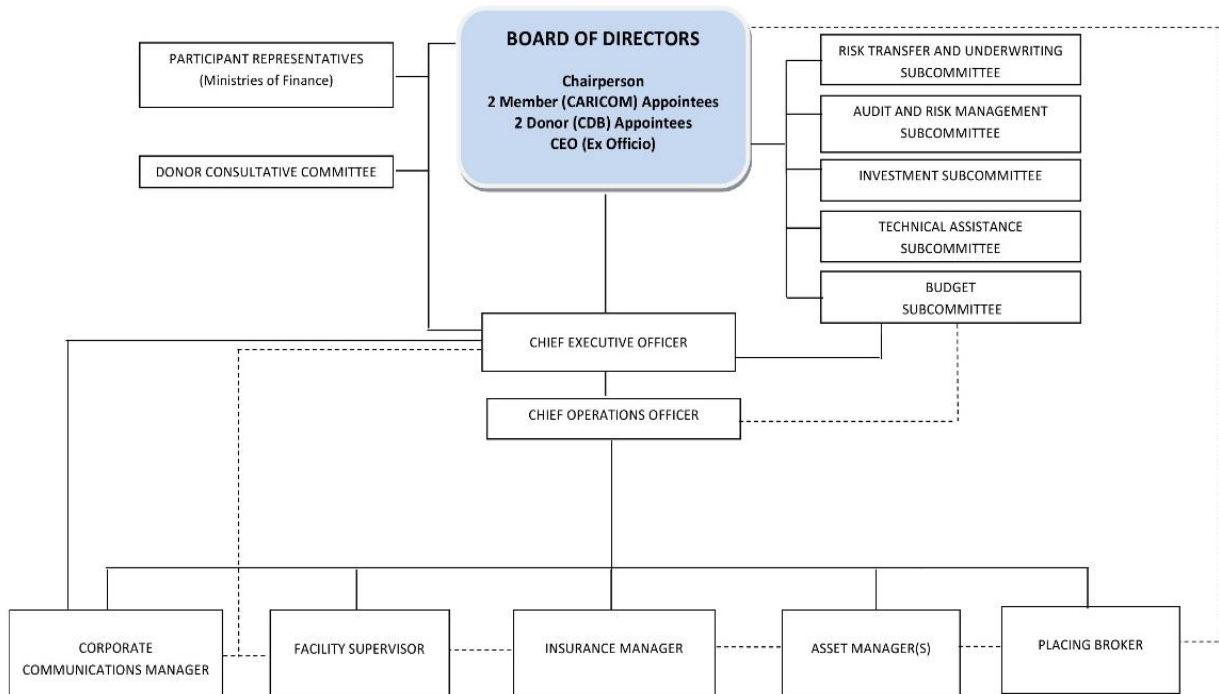 BOARD OF DIRECTORS
Chairperson
2 Member (CARICOM) Appointees
2 Donor (CDB) Appointees
CEO (Ex Officio)
PARTICIPANT REPRESENTATIVES
(Ministries of Finance)
DONOR CONSULTATIVE COMMITTEE
RISK TRANSFER AND UNDERWRITING
SUBCOMMITTEE
AUDIT AND RISK MANAGEMENT
SUBCOMMITTEE
INVESTMENT SUBCOMMITTEE
TECHNICAL ASSISTANCE
SUBCOMMITTEE
BUDGET
SUBCOMMITTEE
CHIEF EXECUTIVE OFFICER
CHIEF OPERATIONS OFFICER
CORPORATE
COMMUNICATIONS MANAGER
FACILITY SUPERVISOR
INSURANCE MANAGER
ASSET MANAGER(S)
PLACING BROKER